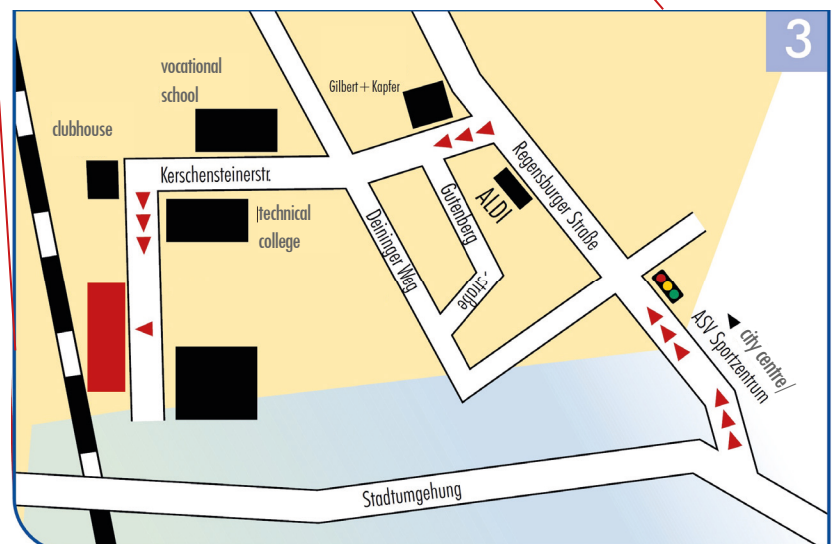 3
vocational
school
Gilbert + Kapfer
clubhouse
Kerschensteinerstr.
technical
college
Deininger Weg
Gutenberg
-straße
ALDI
Regensburger Straße
ASV Sportzentrum
city centre/
Stadtumgehung